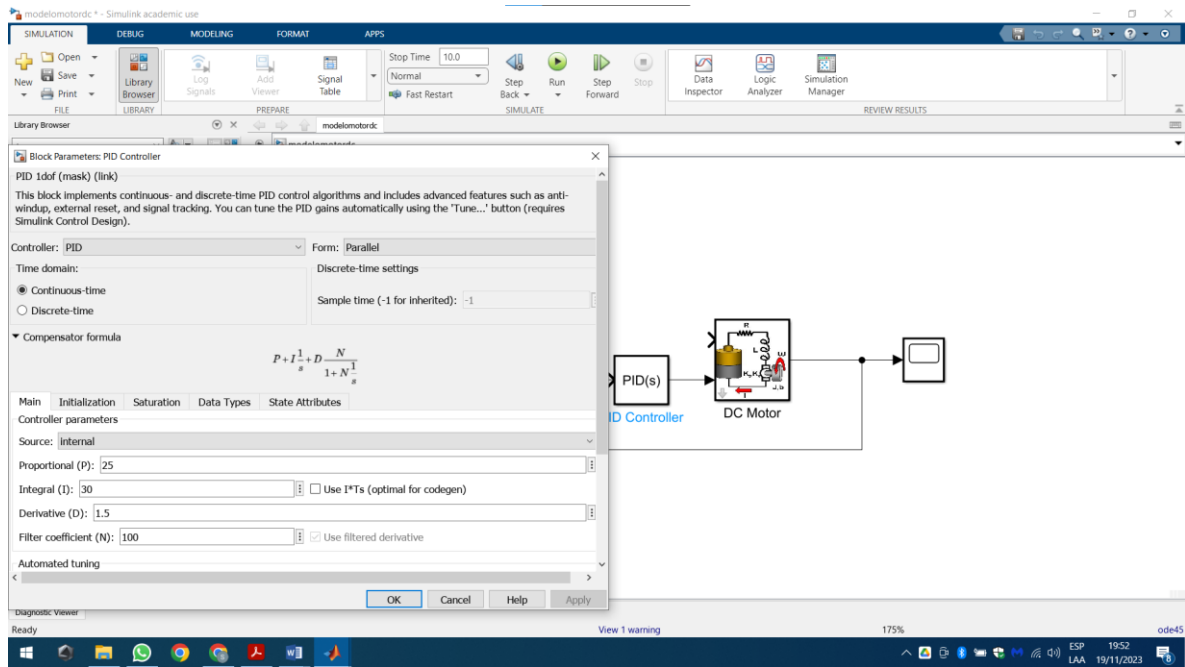 modelomotordc * - Simulink academic use
SIMULATION DEBUG MODELING FORMAT APPS
New
Open
Save
Print
FILE
Library Browser
LIBRARY
Log Signals
Add Viewer
Signal Table
PREPARE
Stop Time 10.0
Normal
Fast Restart
Step Back
Run
Step Forward
Stop
SIMULATE
Data Inspector
Logic Analyzer
Simulation Manager
REVIEW RESULTS
Library Browser
modelomotordc
modelomotordc
Block Parameters: PID Controller
PID 1dof (mask) (link)
This block implements continuous- and discrete-time PID control algorithms and includes advanced features such as anti-
windup, external reset, and signal tracking. You can tune the PID gains automatically using the 'Tune...' button (requires
Simulink Control Design).
Controller: PID Form: Parallel
Time domain:
Discrete-time settings
Continuous-time
Discrete-time
Sample time (-1 for inherited): -1
Compensator formula
P+I 1/s +D N/(1+N 1/s)
Main Initialization Saturation Data Types State Attributes
Controller parameters
Source: internal
Proportional (P): 25
Integral (I): 30 Use I*Ts (optimal for codegen)
Derivative (D): 1.5
Filter coefficient (N): 100 Use filtered derivative
Automated tuning
OK Cancel Help Apply
PID(s)
ID Controller
R
L
DC Motor
Diagnostic Viewer
Ready View 1 warning 175% ode45
ESP
LAA
19:52
19/11/2023